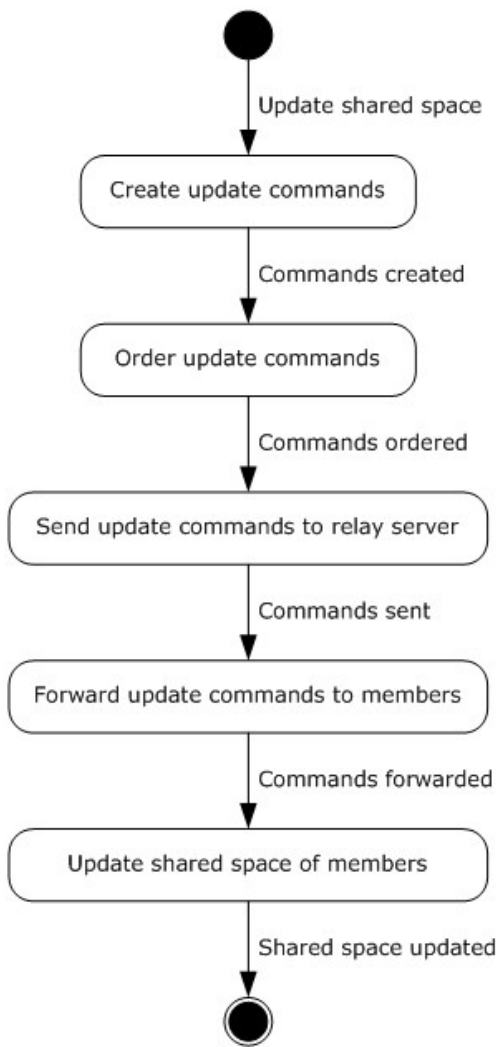 Update shared space
Create update commands
Commands created
Order update commands
Commands ordered
Send update commands to relay server
Commands sent
Forward update commands to members
Commands forwarded
Update shared space of members
Shared space updated